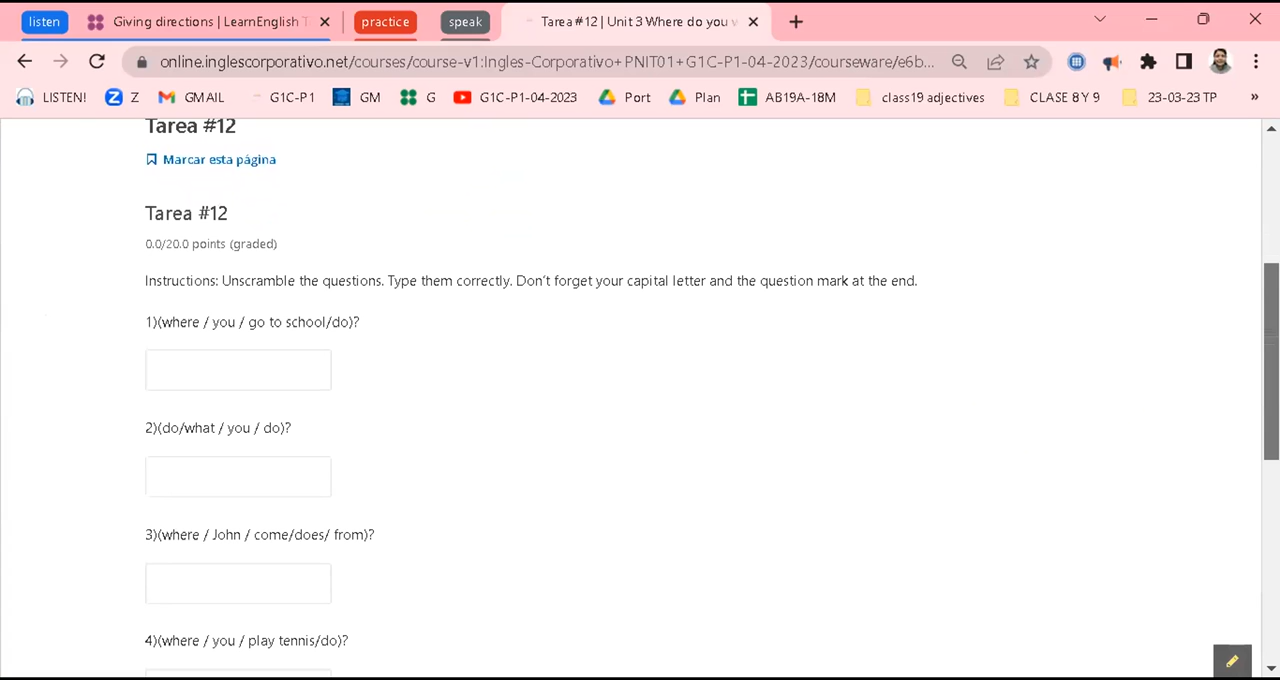 listen
Giving directions | LearnEnglish T
practice
speak
Tarea #12 | Unit 3 Where do you w
online.inglescorporativo.net/courses/course-v1:Ingles-Corporativo+PNIT01+G1C-P1-04-2023/courseware/e6b...
LISTEN! Z GMAIL G1C-P1 GM G G1C-P1-04-2023 Port Plan AB19A-18M class19 adjectives CLASE 8 Y 9 23-03-23 TP »
Tarea #12
Marcar esta página
Tarea #12
0.0/20.0 points (graded)
Instructions: Unscramble the questions. Type them correctly. Don't forget your capital letter and the question mark at the end.
1)(where / you / go to school/do)?
2)(do/what / you / do)?
3)(where / John / come/does/ from)?
4)(where / you / play tennis/do)?